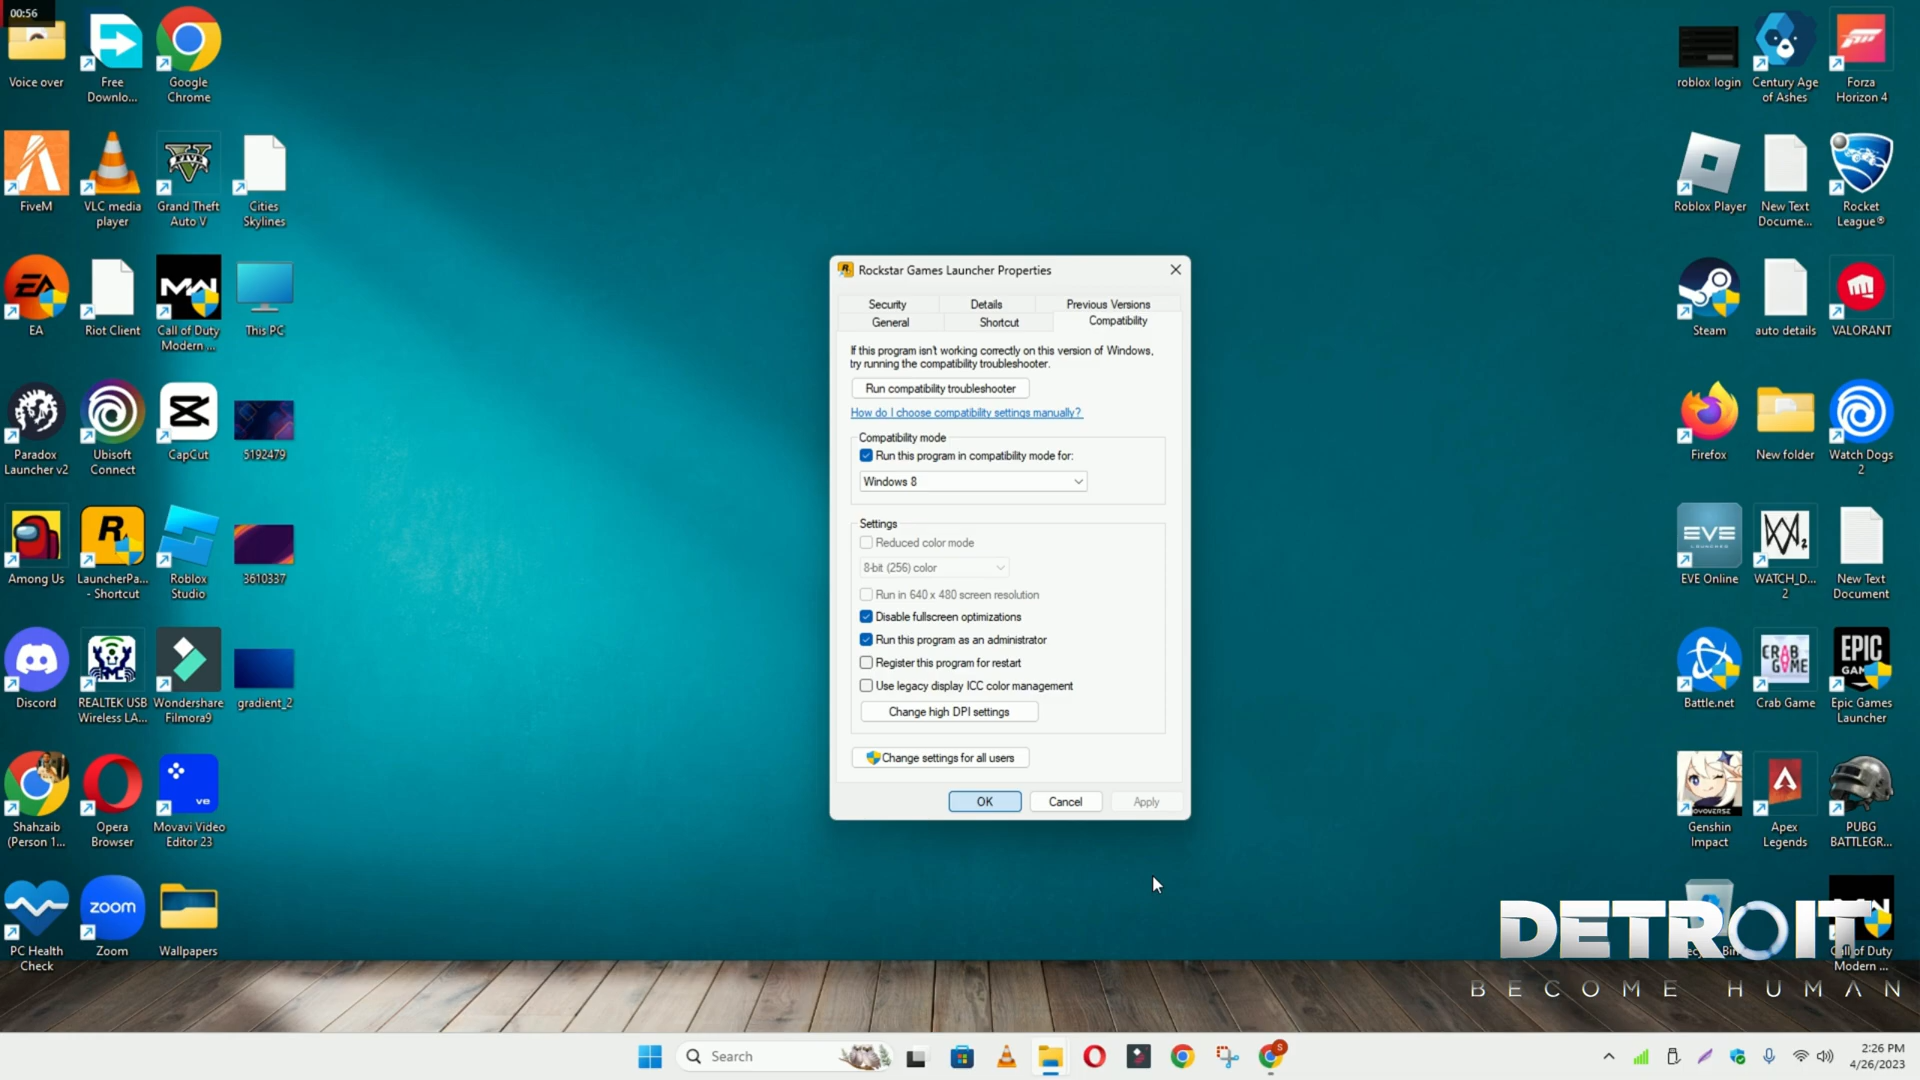 00:56
Voice over
Free
Downlo...
Google
Chrome
FiveM
VLC media
player
Grand Theft
Auto V
Cities
Skylines
EA
Riot Client
Call of Duty
Modern ...
This PC
Paradox
Launcher v2
Ubisoft
Connect
CapCut
5192479
Among Us
LauncherPa...
- Shortcut
Roblox
Studio
3610337
Discord
REALTEK USB
Wireless LA...
Wondershare
Filmora9
gradient_2
Shahzaib
(Person 1...
Opera
Browser
Movavi Video
Editor 23
PC Health
Check
zoom
Zoom
Wallpapers
Rockstar Games Launcher Properties
Security
Details
Previous Versions
General
Shortcut
Compatibility
If this program isn't working correctly on this version of Windows,
try running the compatibility troubleshooter.
Run compatibility troubleshooter
How do I choose compatibility settings manually?
Compatibility mode
Run this program in compatibility mode for:
Windows 8
Settings
Reduced color mode
8-bit (256) color
Run in 640 x 480 screen resolution
Disable fullscreen optimizations
Run this program as an administrator
Register this program for restart
Use legacy display ICC color management
Change high DPI settings
Change settings for all users
OK
Cancel
Apply
roblox login
Century Age
of Ashes
Forza
Horizon 4
Roblox Player
New Text
Docume...
Rocket
League®
Steam
auto details
VALORANT
Firefox
New folder
Watch Dogs
2
EVE
EVE Online
WATCH_D...
2
New Text
Document
Battle.net
CRAB
GAME
Crab Game
EPIC
GAM
Epic Games
Launcher
Genshin
Impact
Apex
Legends
PUBG
BATTLEGR...
Call of Duty
Modern ...
DETROIT
BECOME HUMAN
Search
2:26 PM
4/26/2023